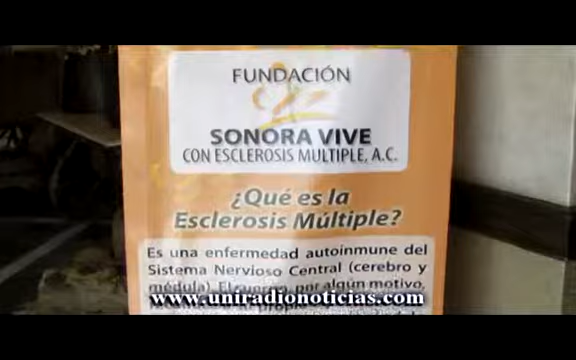 FUNDACIÓN
SONORA VIVE
CON ESCLEROSIS MULTIPLE, A.C.
¿Qué es la
Esclerosis Múltiple?
Es una enfermedad autoinmune del
Sistema Nervioso Central (cerebro y
médula). El cuerpo, por algún motivo,
www.uniradionoticias.com